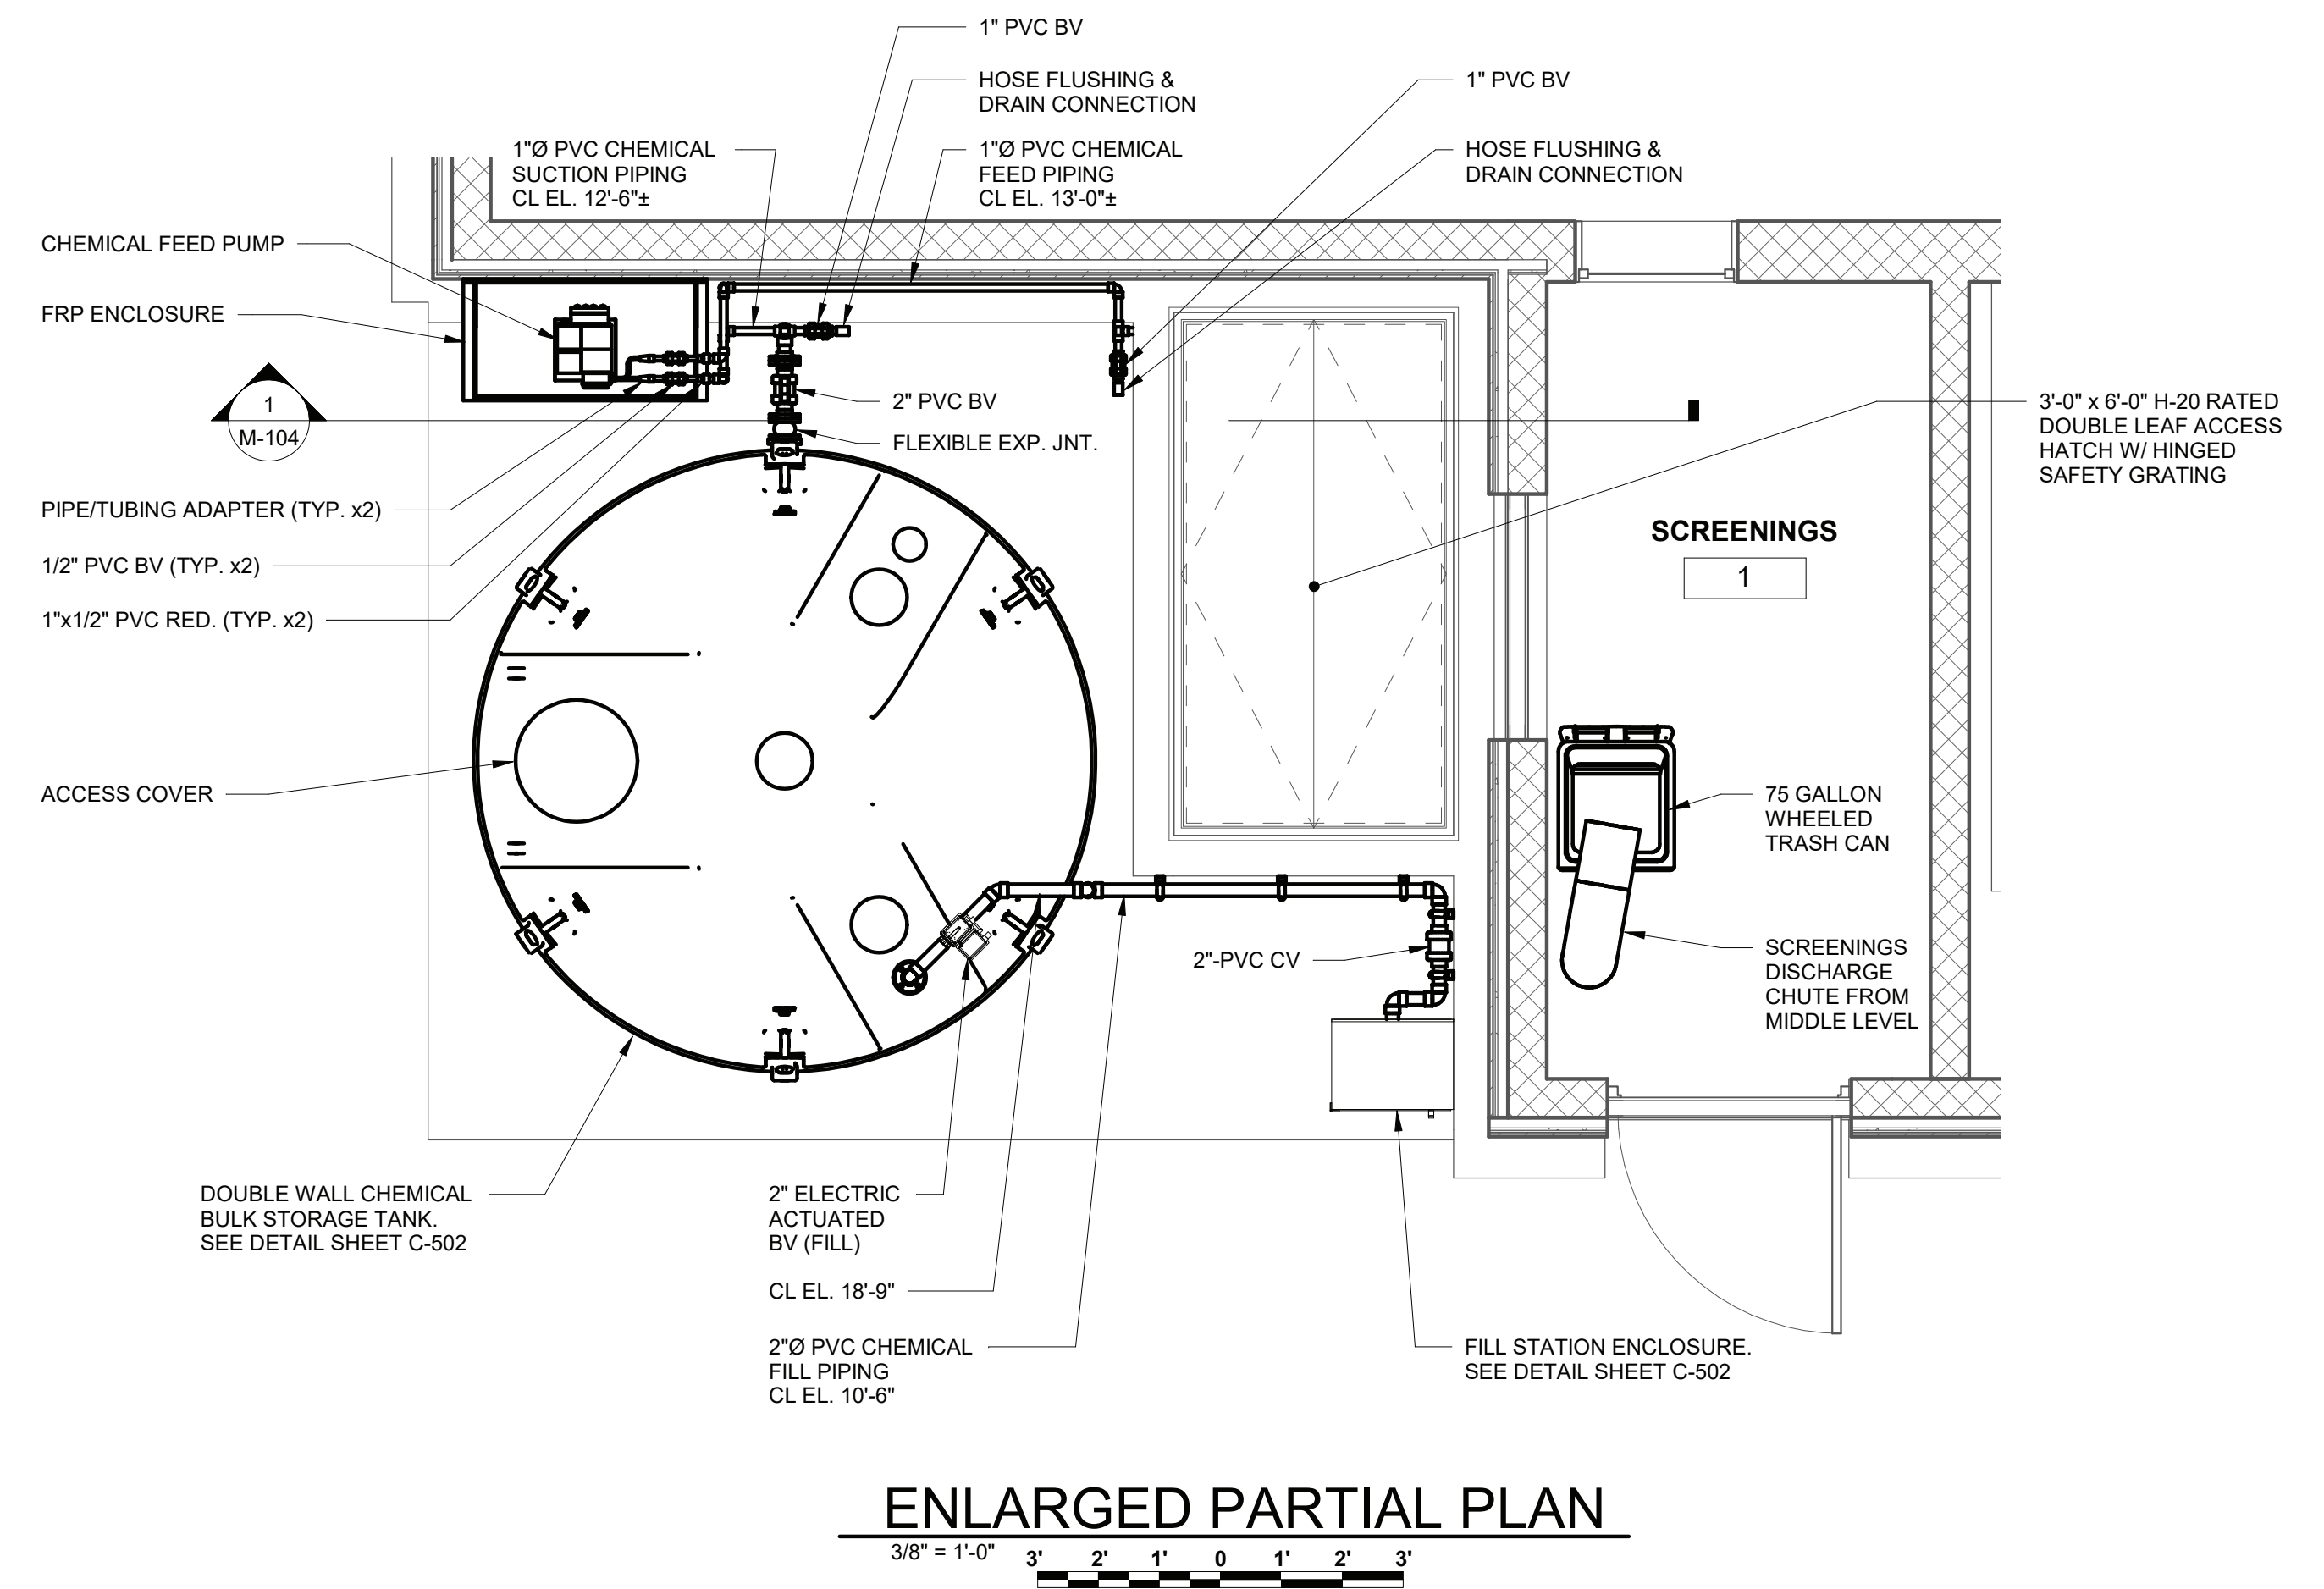 1" PVC BV
HOSE FLUSHING &
DRAIN CONNECTION
1" PVC BV
1"Ø PVC CHEMICAL
SUCTION PIPING
CL EL. 12'-6"±
1"Ø PVC CHEMICAL
FEED PIPING
CL EL. 13'-0"±
HOSE FLUSHING &
DRAIN CONNECTION
CHEMICAL FEED PUMP
FRP ENCLOSURE
1
M-104
2" PVC BV
FLEXIBLE EXP. JNT.
3'-0" x 6'-0" H-20 RATED
DOUBLE LEAF ACCESS
HATCH W/ HINGED
SAFETY GRATING
PIPE/TUBING ADAPTER (TYP. x2)
1/2" PVC BV (TYP. x2)
1"x1/2" PVC RED. (TYP. x2)
SCREENINGS
1
ACCESS COVER
75 GALLON
WHEELED
TRASH CAN
2"-PVC CV
SCREENINGS
DISCHARGE
CHUTE FROM
MIDDLE LEVEL
DOUBLE WALL CHEMICAL
BULK STORAGE TANK.
SEE DETAIL SHEET C-502
2" ELECTRIC
ACTUATED
BV (FILL)
CL EL. 18'-9"
2"Ø PVC CHEMICAL
FILL PIPING
CL EL. 10'-6"
FILL STATION ENCLOSURE.
SEE DETAIL SHEET C-502
ENLARGED PARTIAL PLAN
3/8" = 1'-0"
3' 2' 1' 0 1' 2' 3'